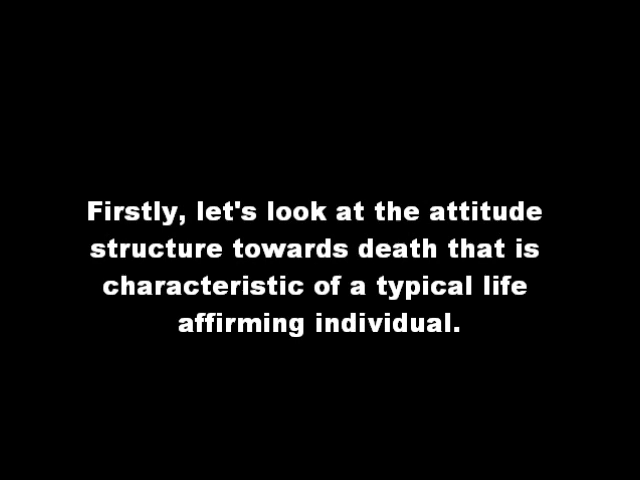 Firstly, let's look at the attitude
structure towards death that is
characteristic of a typical life
affirming individual.